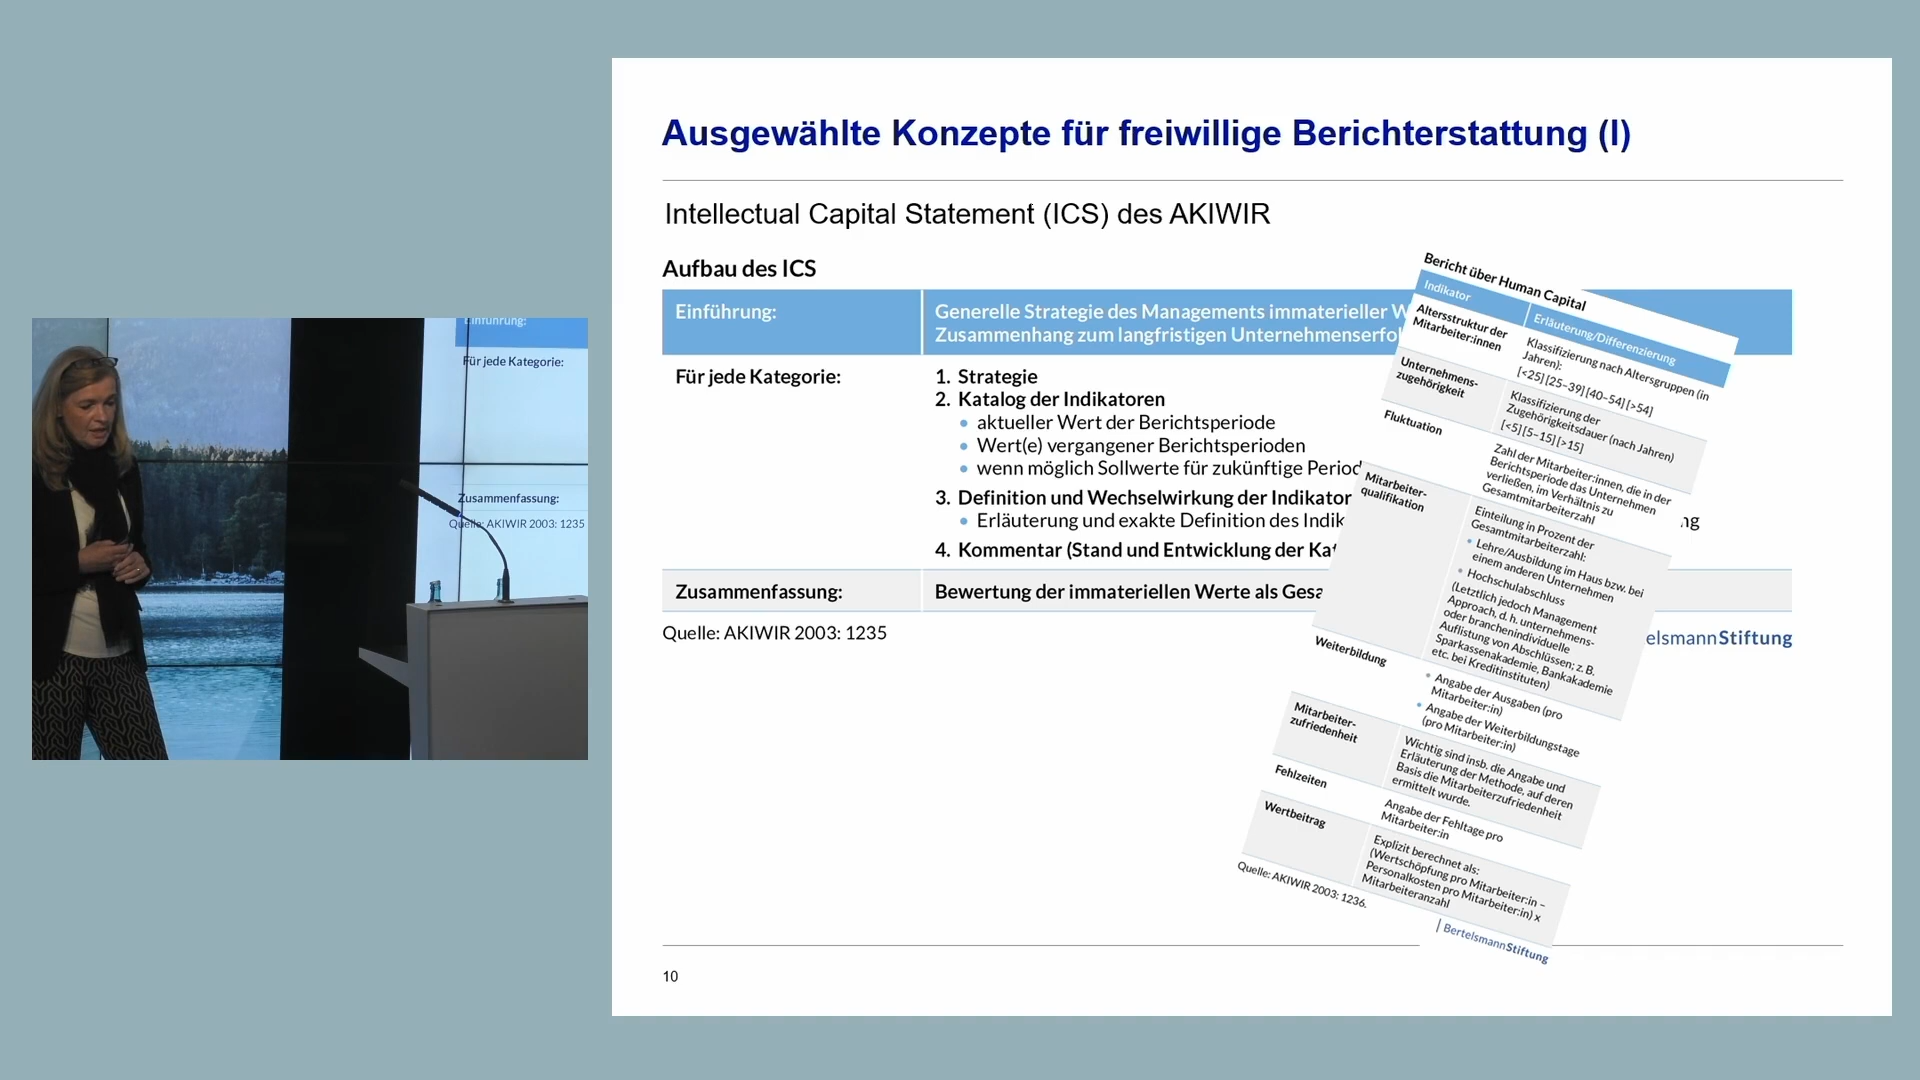 Ausgewählte Konzepte für freiwillige Berichterstattung (I)
Intellectual Capital Statement (ICS) des AKIWIR
Aufbau des ICS
Einführung:
Generelle Strategie des Managements immaterieller
Zusammenhang zum langfristigen
Für jede Kategorie:
1. Strategie
2. Katalog der Indikatoren
• aktueller Wert der Berichtsperiode
• Wert(e) vergangener Berichtsperioden
• wenn möglich Sollwerte für zukünftige
3. Definition und Wechselwirkung der
• Erläuterung und exakte Definition des
4. Kommentar (Stand und Entwicklung der
Zusammenfassung:
Bewertung der immateriellen Werte als
Quelle: AKIWIR 2003: 1235
elsmannStiftung
Bericht über Human Capital
Indikator
Erläuterung/Differenzierung
Altersstruktur der
Mitarbeiter:innen
Klassifizierung nach Altersgruppen (in
Jahren):
[<25] [25–39] [40–54] [>54]
Unternehmens-
zugehörigkeit
Klassifizierung der
Zugehörigkeitsdauer (nach Jahren)
[<5] [5–15] [>15]
Fluktuation
Zahl der Mitarbeiter:innen, die in der
Berichtsperiode das Unternehmen
verließen, im Verhältnis zu
Gesamtmitarbeiterzahl
Mitarbeiter-
qualifikation
Einteilung in Prozent der
Gesamtmitarbeiterzahl:
• Lehre/Ausbildung im Haus bzw. bei
einem anderen Unternehmen
• Hochschulabschluss
(Letztlich jedoch Management
Approach, d. h. unternehmens-
oder branchenindividuelle
Auflistung von Abschlüssen; z. B.
Sparkassenakademie, Bankakademie
etc. bei Kreditinstituten)
Weiterbildung
• Angabe der Ausgaben (pro
Mitarbeiter:in)
• Angabe der Weiterbildungstage
(pro Mitarbeiter:in)
Mitarbeiter-
zufriedenheit
Wichtig sind insb. die Angabe und
Erläuterung der Methode, auf deren
Basis die Mitarbeiterzufriedenheit
ermittelt wurde.
Fehlzeiten
Angabe der Fehltage pro
Mitarbeiter:in
Wertbeitrag
Explizit berechnet als:
(Wertschöpfung pro Mitarbeiter:in –
Personalkosten pro Mitarbeiter:in) x
Mitarbeiteranzahl
Quelle: AKIWIR 2003: 1236.
| BertelsmannStiftung
10
Einführung:
Für jede Kategorie:
Zusammenfassung:
Quelle: AKIWIR 2003: 1235